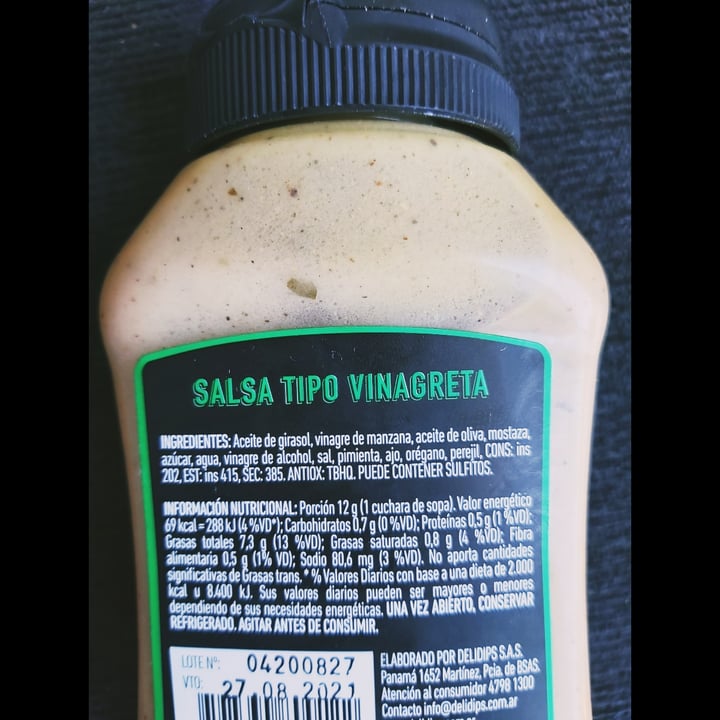 SALSA TIPO VINAGRETA
INGREDIENTES: Aceite de girasol, vinagre de manzana, aceite de oliva, mostaza,
azúcar, agua, vinagre de alcohol, sal, pimienta, ajo, orégano, perejil, CONS: ins
202, EST: ins 415, SEC: 385. ANTIOX: TBHQ. PUEDE CONTENER SULFITOS.
INFORMACIÓN NUTRICIONAL: Porción 12 g (1 cuchara de sopa). Valor energético
69 kcal = 288 kJ (4 %VD*); Carbohidratos 0,7 g (0 %VD); Proteínas 0,5 g (1 %VD);
Grasas totales 7,3 g (13 %VD); Grasas saturadas 0,8 g (4 %VD); Fibra
alimentaria 0,5 g (1% VD); Sodio 80,6 mg (3 %VD). No aporta cantidades
significativas de Grasas trans. * % Valores Diarios con base a una dieta de 2.000
kcal u 8.400 kJ. Sus valores diarios pueden ser mayores o menores
dependiendo de sus necesidades energéticas. UNA VEZ ABIERTO, CONSERVAR
REFRIGERADO. AGITAR ANTES DE CONSUMIR.
LOTE Nº: 04200827
VTO: 27 08 2021
ELABORADO POR DELIDIPS S.A.S.
Panamá 1652 Martínez, Pcia. de BSAS.
Atención al consumidor 4798 1300
Contacto info@delidips.com.ar